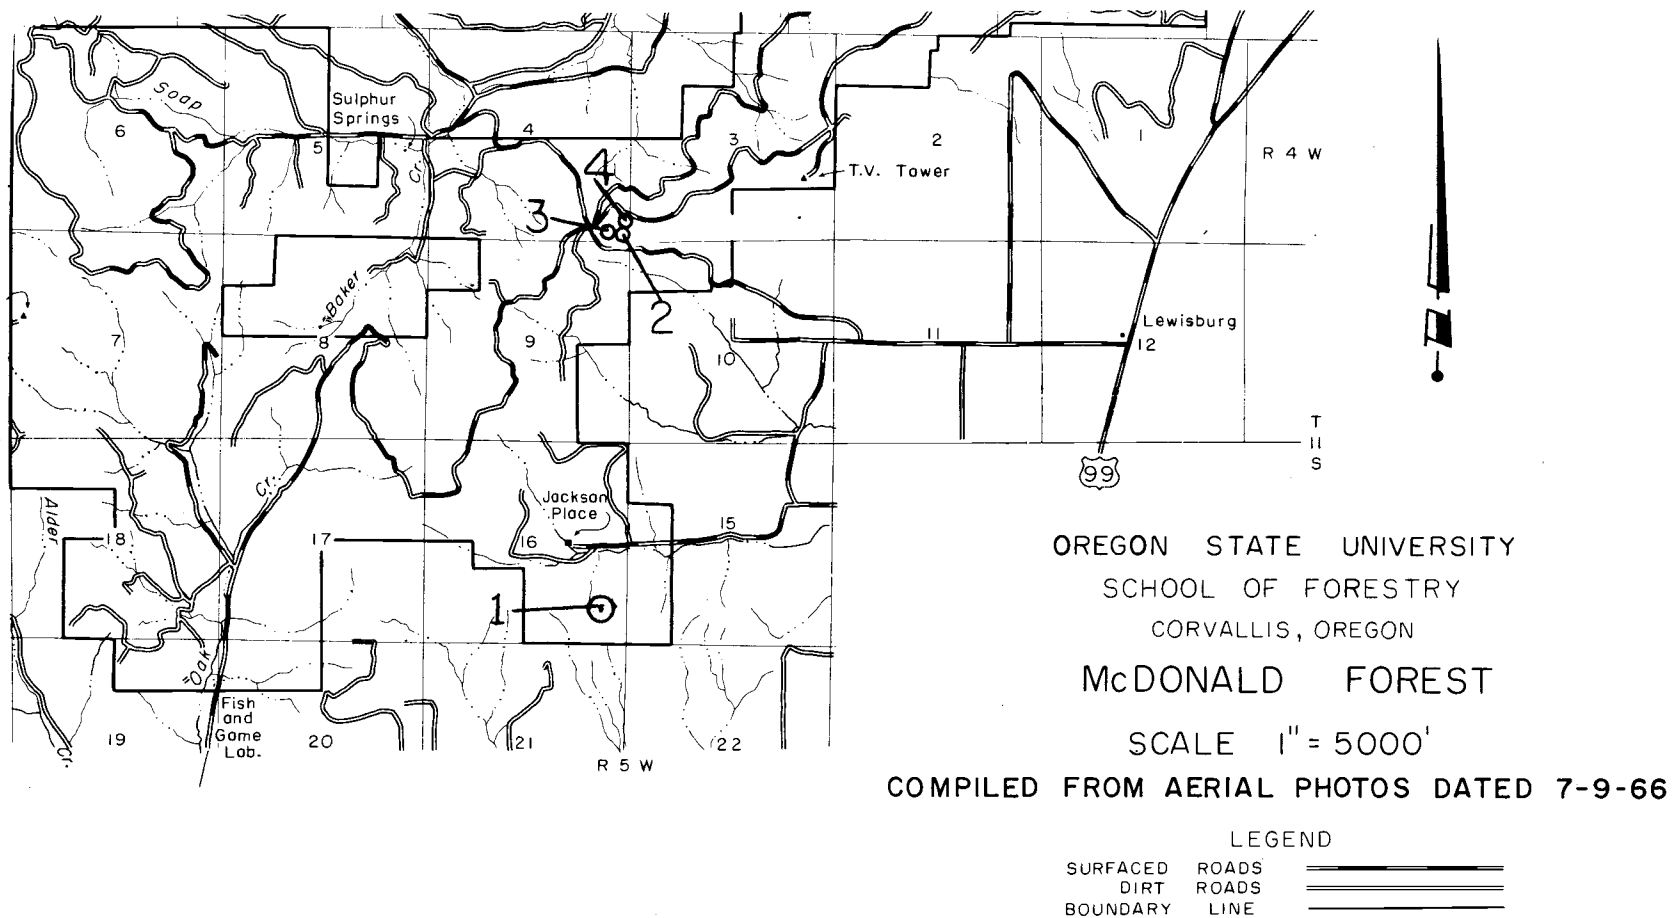 Soap
Sulphur
Springs
6
5
4
3
2
1
R 4 W
T.V. Tower
Cr.
4
3
2
Baker
7
8
9
10
11
12
Lewisburg
T
11
S
99
Cr.
Alder
18
17
16
15
Jackson
Place
1
Oak
Fish
and
Game
Lab.
Cr.
19
20
21
22
R 5 W
OREGON STATE UNIVERSITY
SCHOOL OF FORESTRY
CORVALLIS, OREGON
McDONALD FOREST
SCALE 1" = 5000'
COMPILED FROM AERIAL PHOTOS DATED 7-9-66
LEGEND
SURFACED ROADS
DIRT ROADS
BOUNDARY LINE